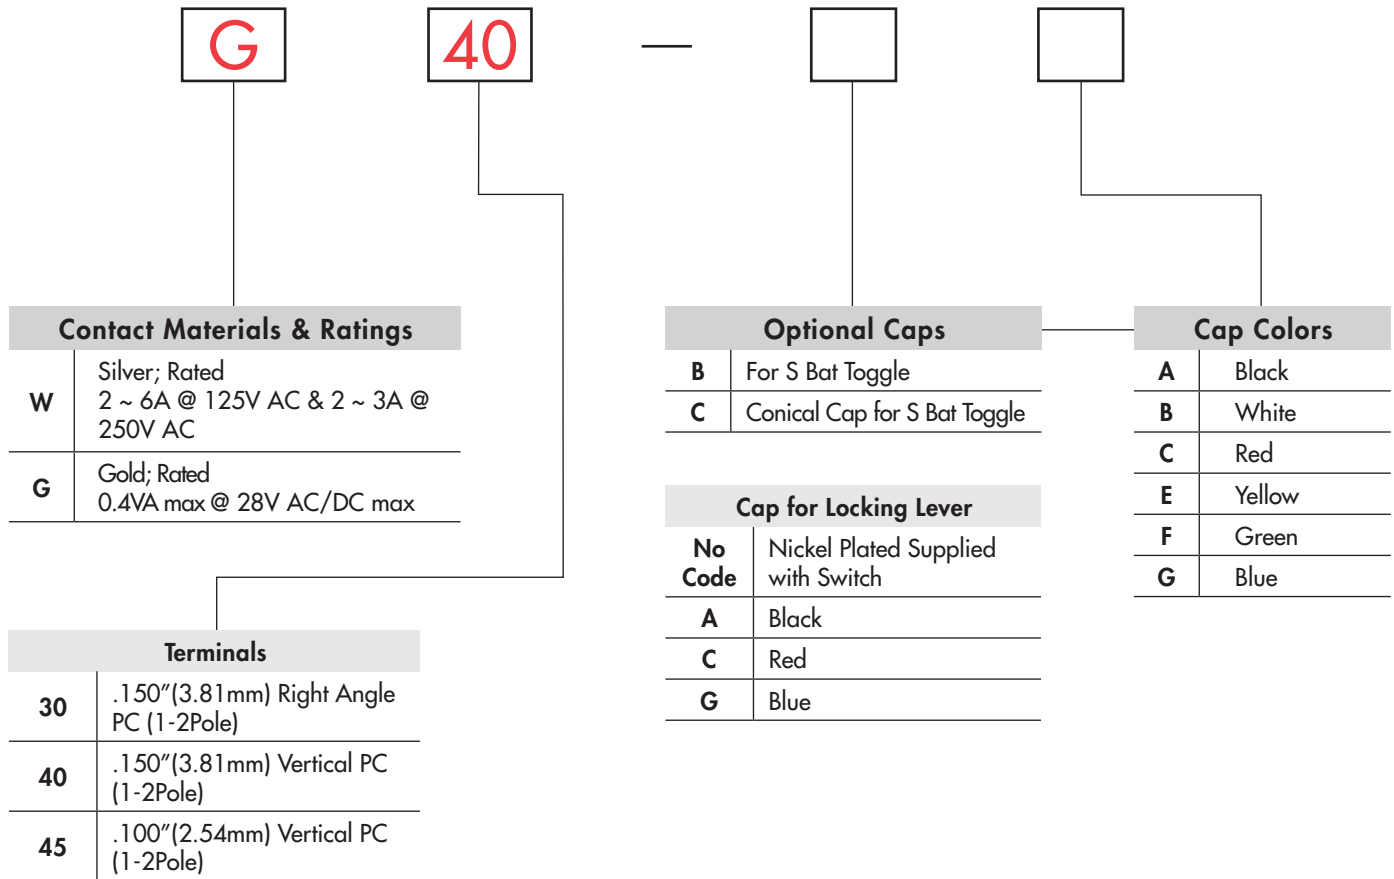 G 40 —
Contact Materials & Ratings
W
Silver; Rated
2 ~ 6A @ 125V AC & 2 ~ 3A @
250V AC
G
Gold; Rated
0.4VA max @ 28V AC/DC max
Terminals
30
.150″(3.81mm) Right Angle
PC (1-2Pole)
40
.150″(3.81mm) Vertical PC
(1-2Pole)
45
.100″(2.54mm) Vertical PC
(1-2Pole)
Optional Caps
B For S Bat Toggle
C Conical Cap for S Bat Toggle
Cap for Locking Lever
No
Code
Nickel Plated Supplied
with Switch
A Black
C Red
G Blue
Cap Colors
A Black
B White
C Red
E Yellow
F Green
G Blue